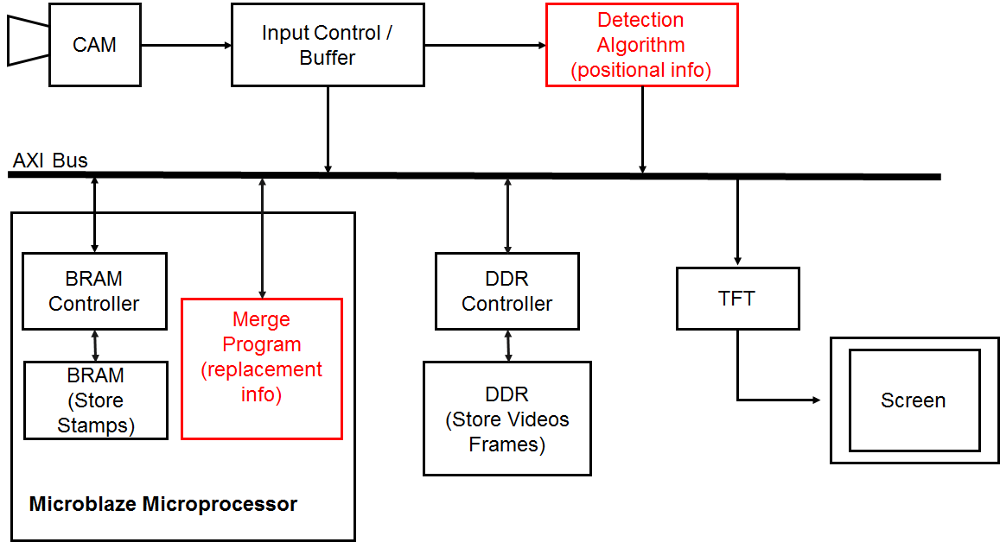 CAM
Input Control /
Buffer
Detection
Algorithm
(positional info)
AXI Bus
BRAM
Controller
BRAM
(Store
Stamps)
Merge
Program
(replacement
info)
Microblaze Microprocessor
DDR
Controller
DDR
(Store Videos
Frames)
TFT
Screen